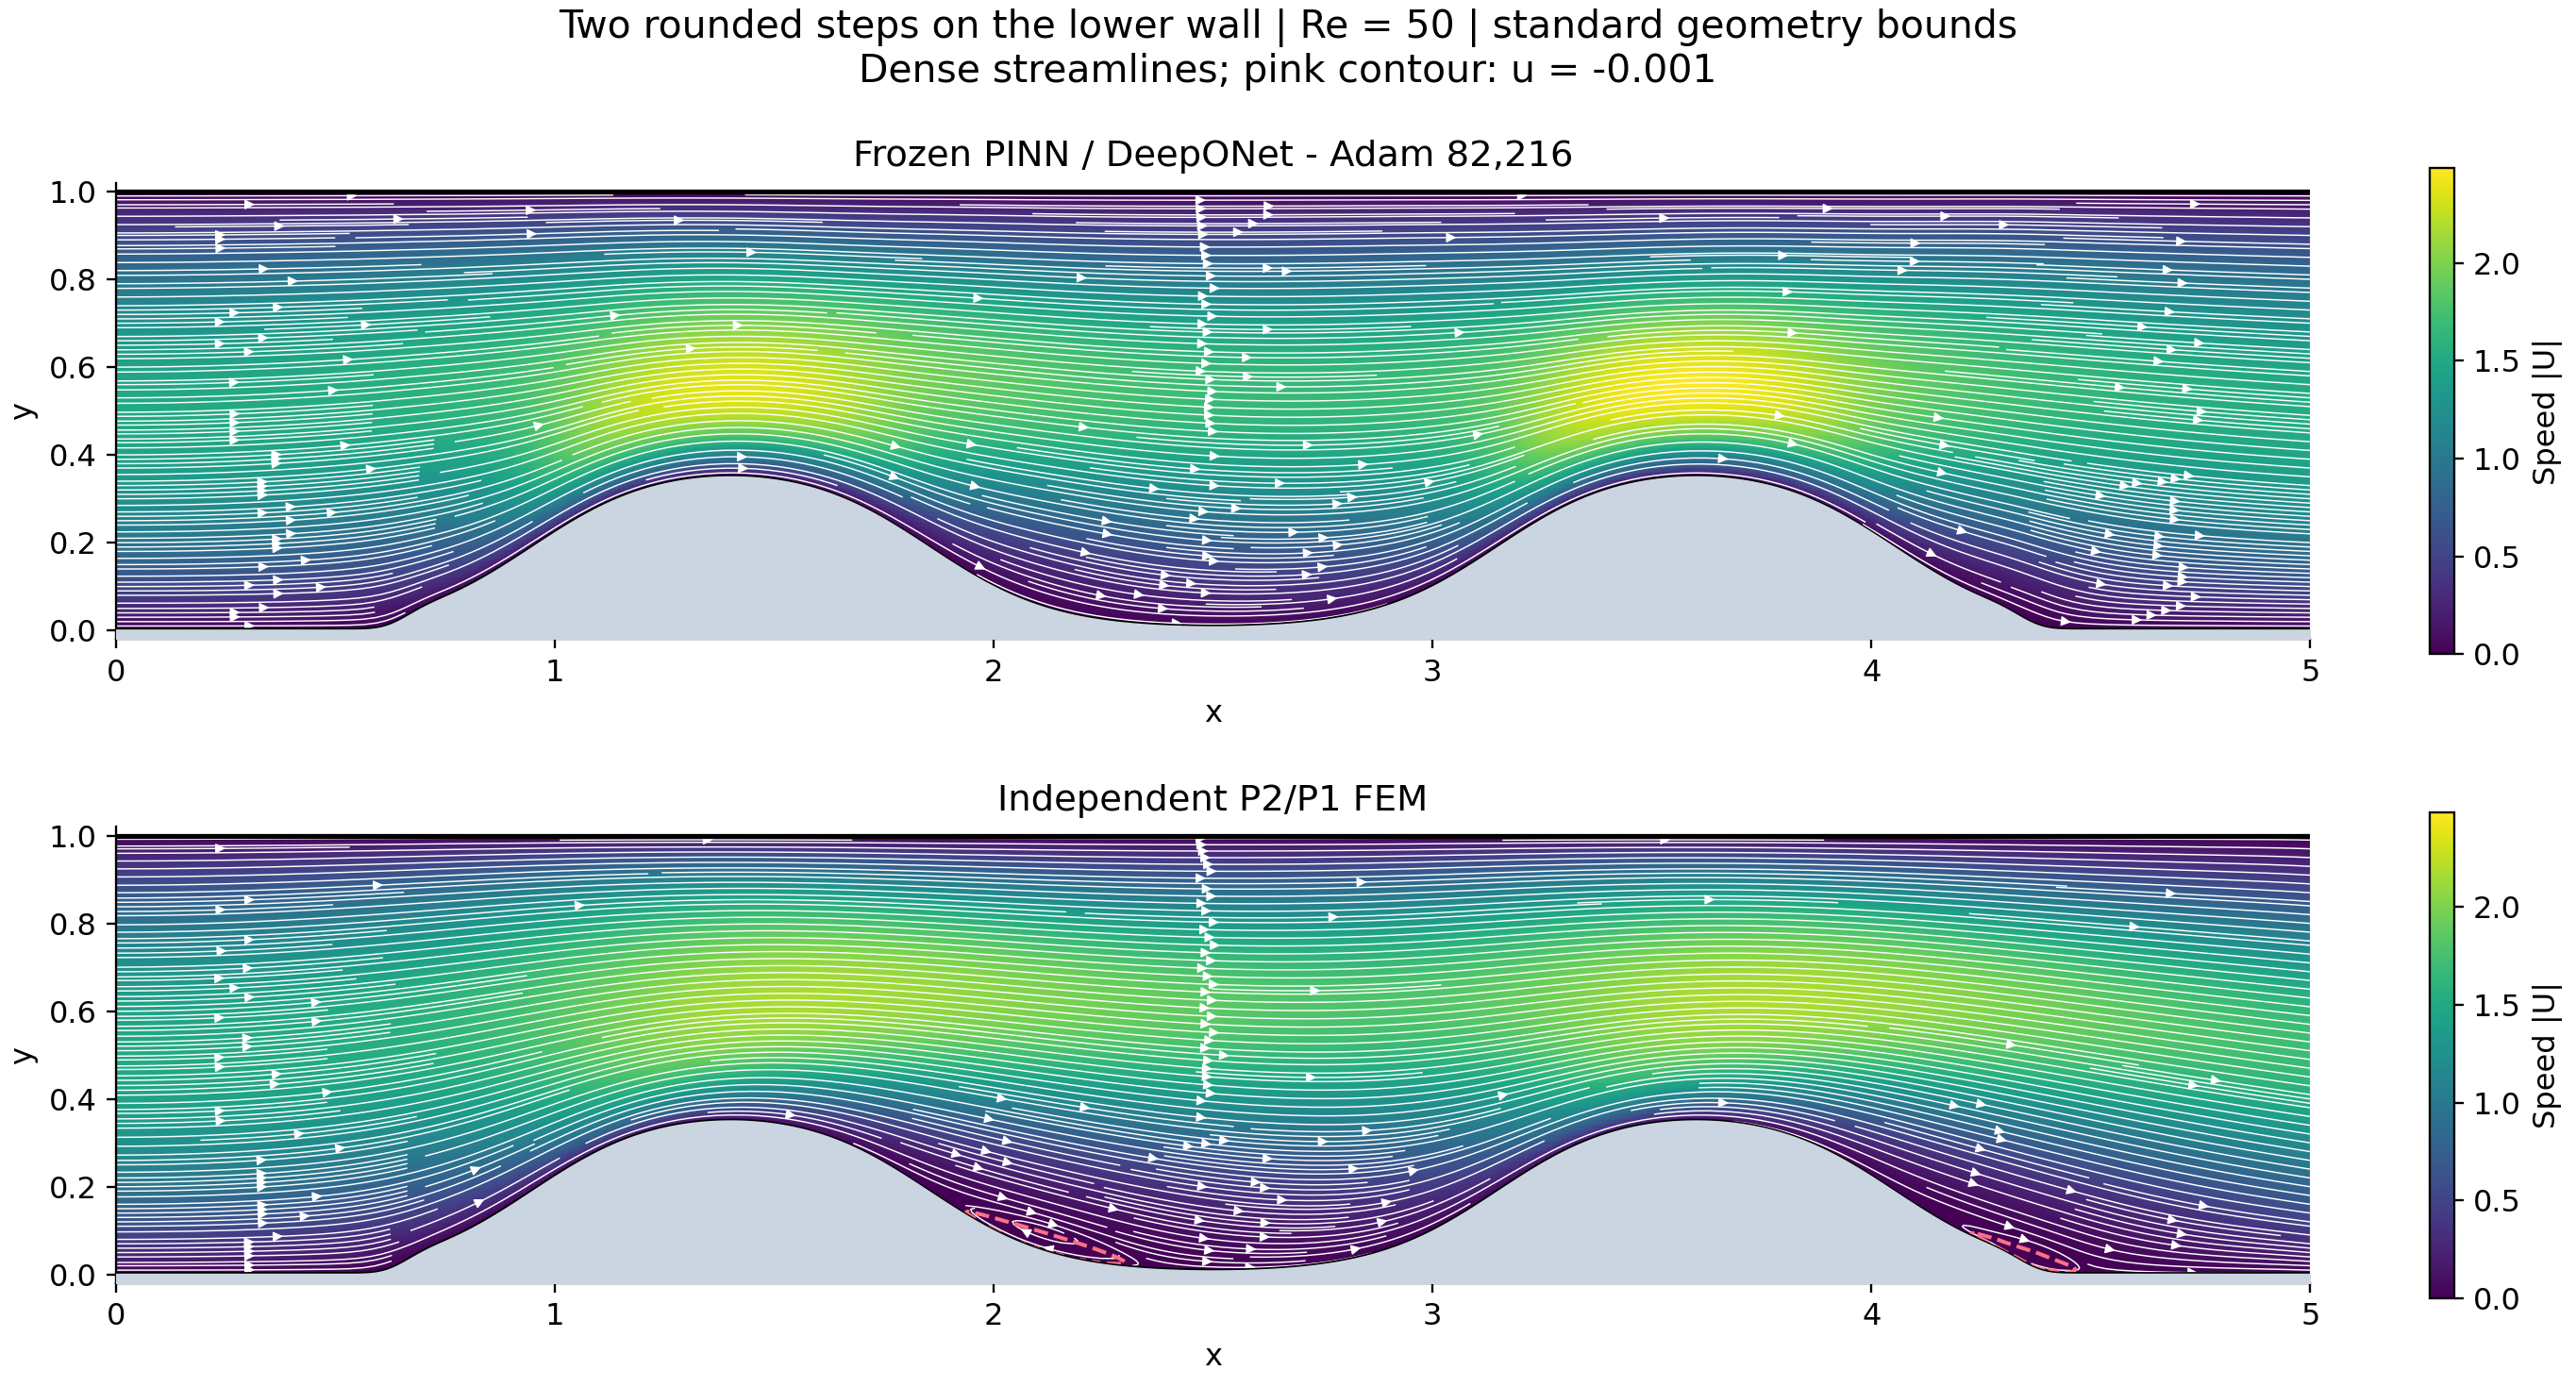 Two rounded steps on the lower wall | Re = 50 | standard geometry bounds
Dense streamlines; pink contour: u = -0.001
Frozen PINN / DeepONet - Adam 82,216
1.0
0.8
0.6
0.4
0.2
0.0
y
0 1 2 3 4 5
x
2.0
1.5
1.0
0.5
0.0
Speed |U|
Independent P2/P1 FEM
1.0
0.8
0.6
0.4
0.2
0.0
y
0 1 2 3 4 5
x
2.0
1.5
1.0
0.5
0.0
Speed |U|